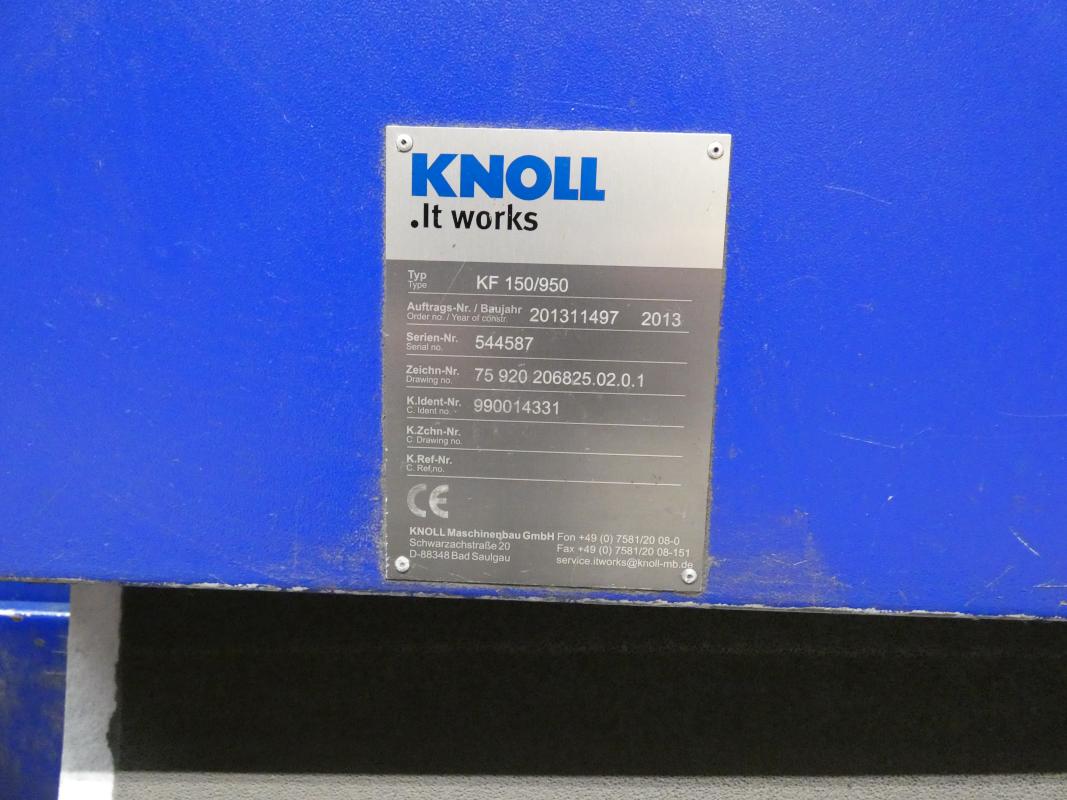 KNOLL
.It works
Typ
Type
KF 150/950
Auftrags-Nr. / Baujahr
Order no. / Year of constr.
201311497 2013
Serien-Nr.
Serial no.
544587
Zeichn-Nr.
Drawing no.
75 920 206825.02.0.1
K.Ident-Nr.
C. Ident no.
990014331
K.Zchn-Nr.
C. Drawing no.
K.Ref-Nr.
C. Ref.no.
CE
KNOLL Maschinenbau GmbH Fon +49 (0) 7581/20 08-0
Schwarzachstraße 20 Fax +49 (0) 7581/20 08-151
D-88348 Bad Saulgau service.itworks@knoll-mb.de